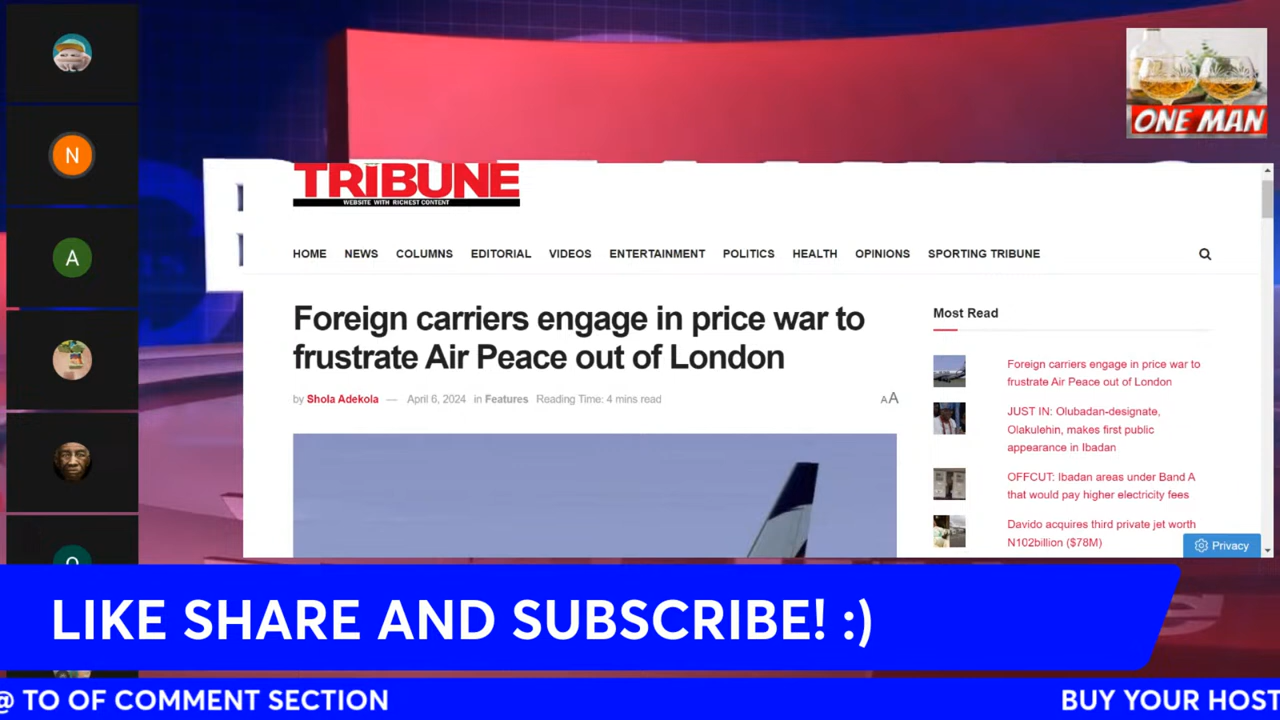 ONE MAN
N
A
TRIBUNE
WEBSITE WITH RICHEST CONTENT
HOME NEWS COLUMNS EDITORIAL VIDEOS ENTERTAINMENT POLITICS HEALTH OPINIONS SPORTING TRIBUNE
Foreign carriers engage in price war to
frustrate Air Peace out of London
by Shola Adekola — April 6, 2024 in Features Reading Time: 4 mins read
AA
Most Read
Foreign carriers engage in price war to
frustrate Air Peace out of London
JUST IN: Olubadan-designate,
Olakulehin, makes first public
appearance in Ibadan
OFFCUT: Ibadan areas under Band A
that would pay higher electricity fees
Davido acquires third private jet worth
N102billion ($78M)
Privacy
LIKE SHARE AND SUBSCRIBE! :)
@ TO OF COMMENT SECTION BUY YOUR HOST